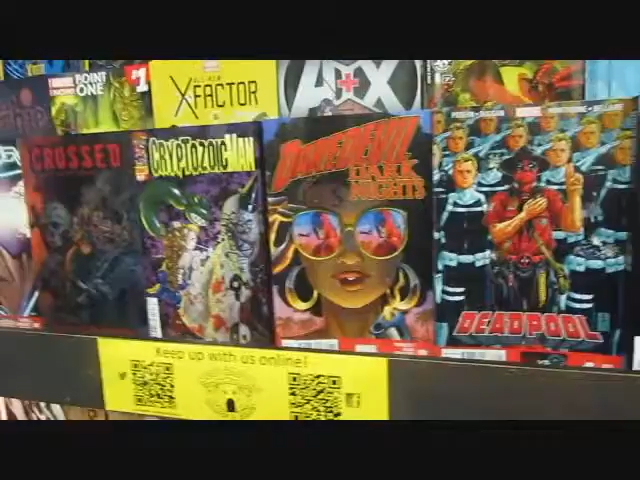 POINT
ONE
#1
ALL-NEW
X-FACTOR
A+X
CROSSED
CRYPTOZOIC MAN
DAREDEVIL
DARK
NIGHTS
DEADPOOL
Keep up with us online!